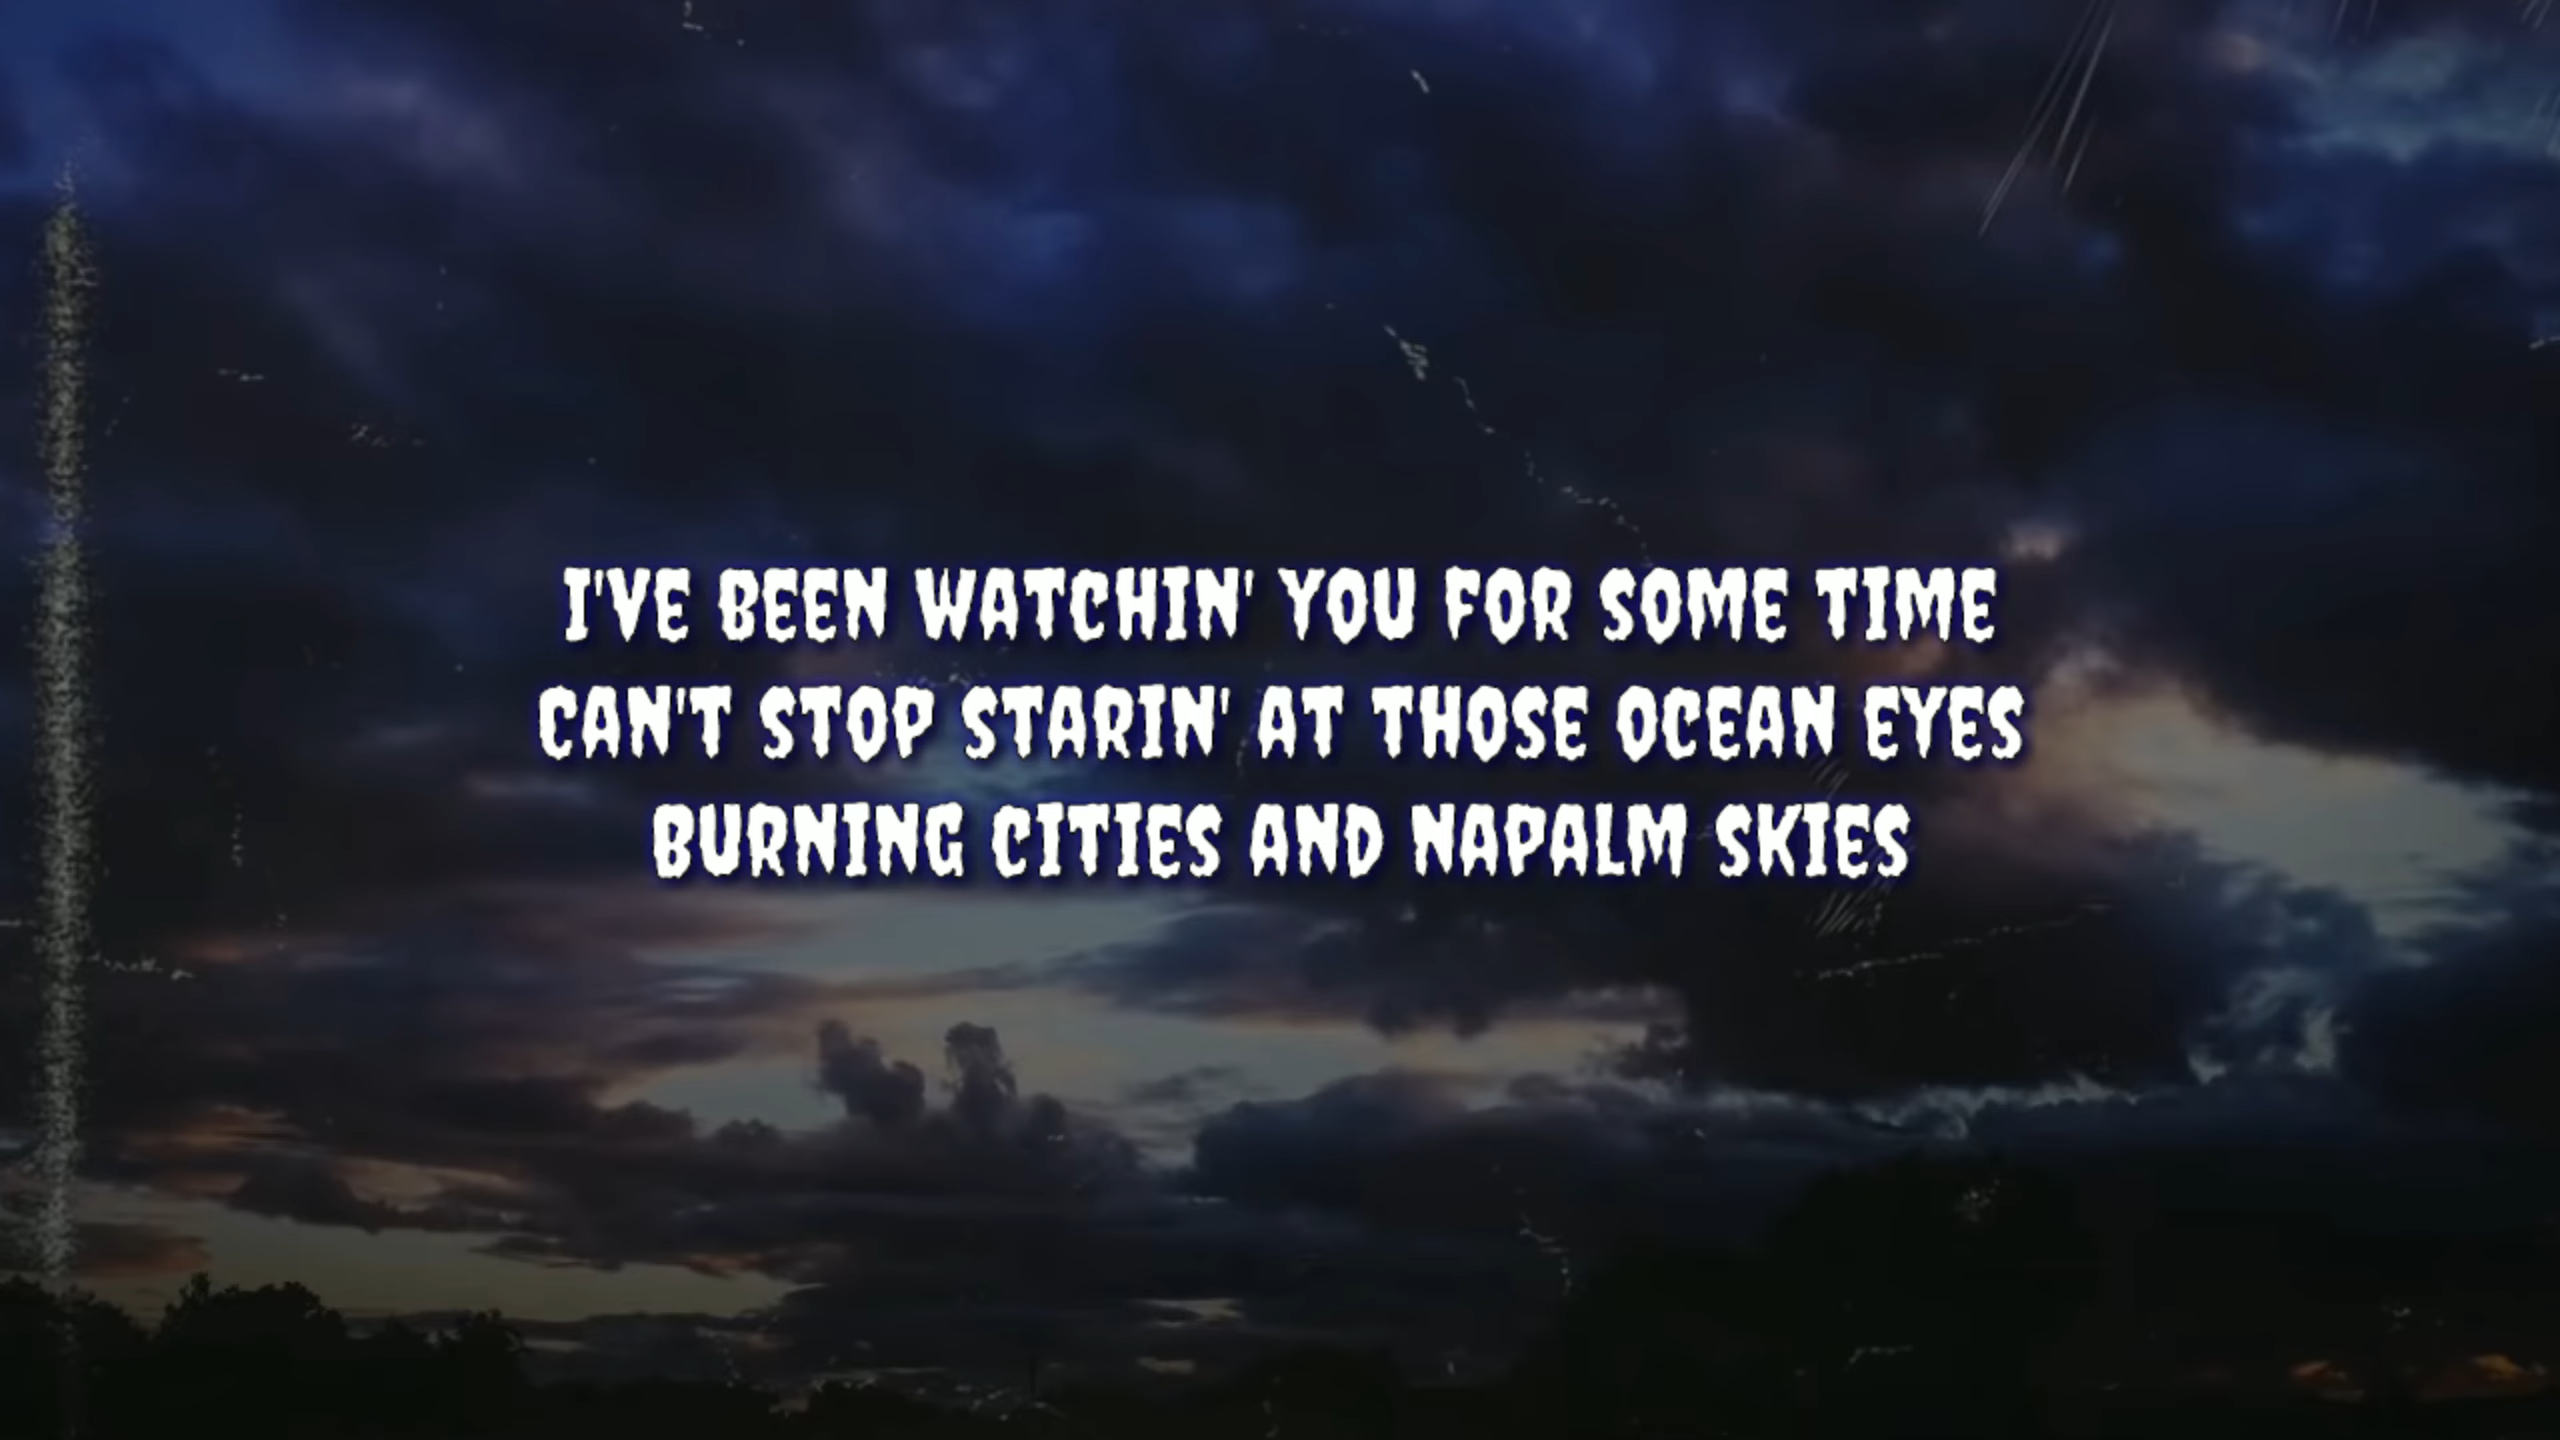 I'VE BEEN WATCHIN' YOU FOR SOME TIME
CAN'T STOP STARIN' AT THOSE OCEAN EYES
BURNING CITIES AND NAPALM SKIES